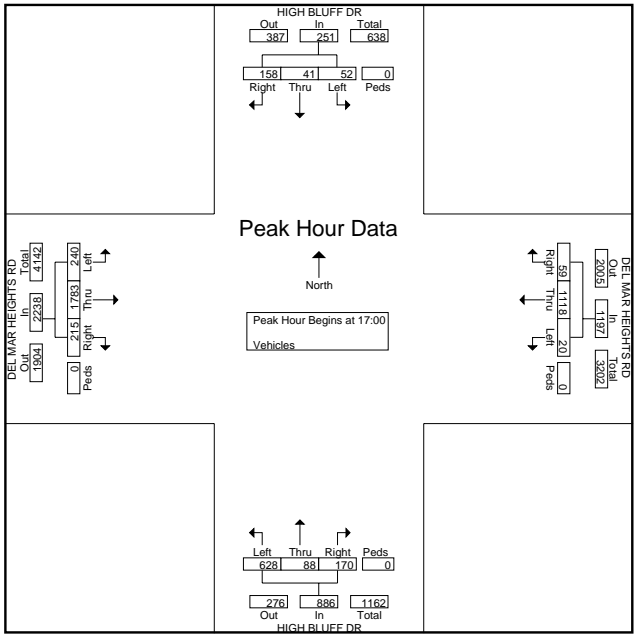 HIGH BLUFF DR
Out In Total
387 251 638
158 41 52 0
Right Thru Left Peds
Peak Hour Data
North
Peak Hour Begins at 17:00
Vehicles
DEL MAR HEIGHTS RD
Total In Out
4142 2238 1904
240 1783 215 0
Left Thru Right Peds
DEL MAR HEIGHTS RD
Out In Total
2005 1197 3202
59 1118 20 0
Right Thru Left Peds
Left Thru Right Peds
628 88 170 0
276 886 1162
Out In Total
HIGH BLUFF DR